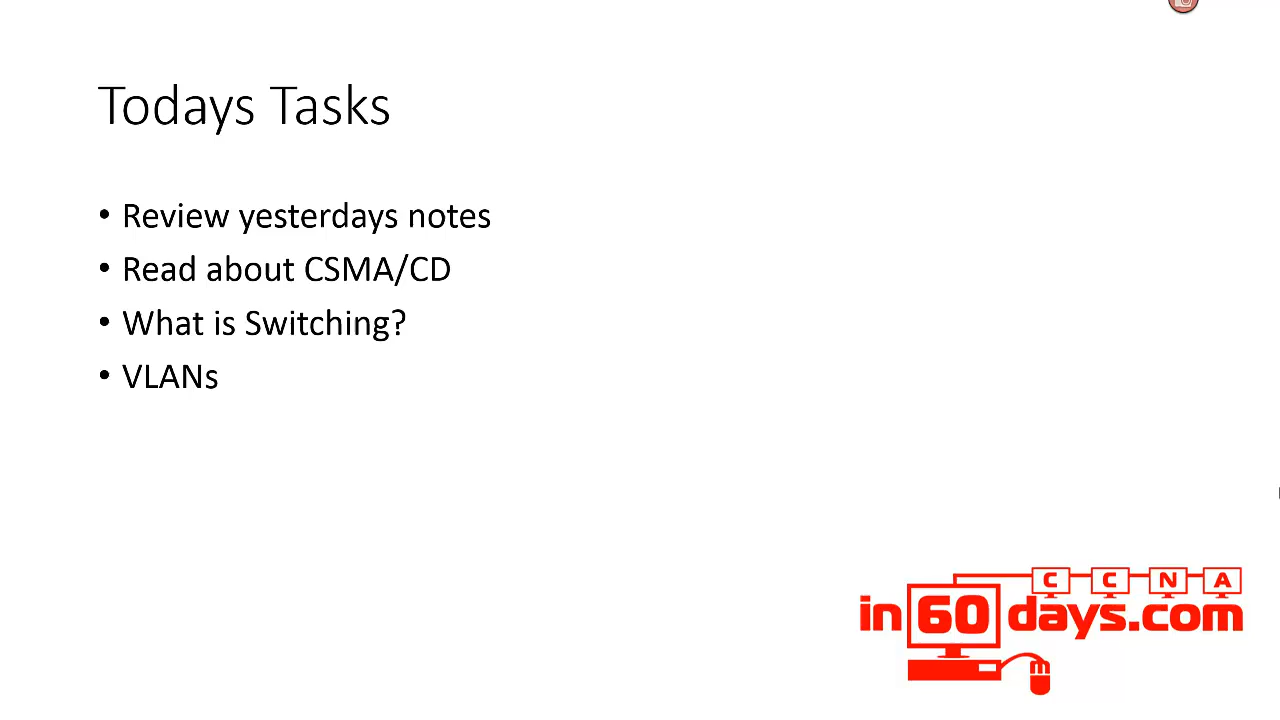 Todays Tasks
• Review yesterdays notes
• Read about CSMA/CD
• What is Switching?
• VLANs
C C N A
in 60 days.com